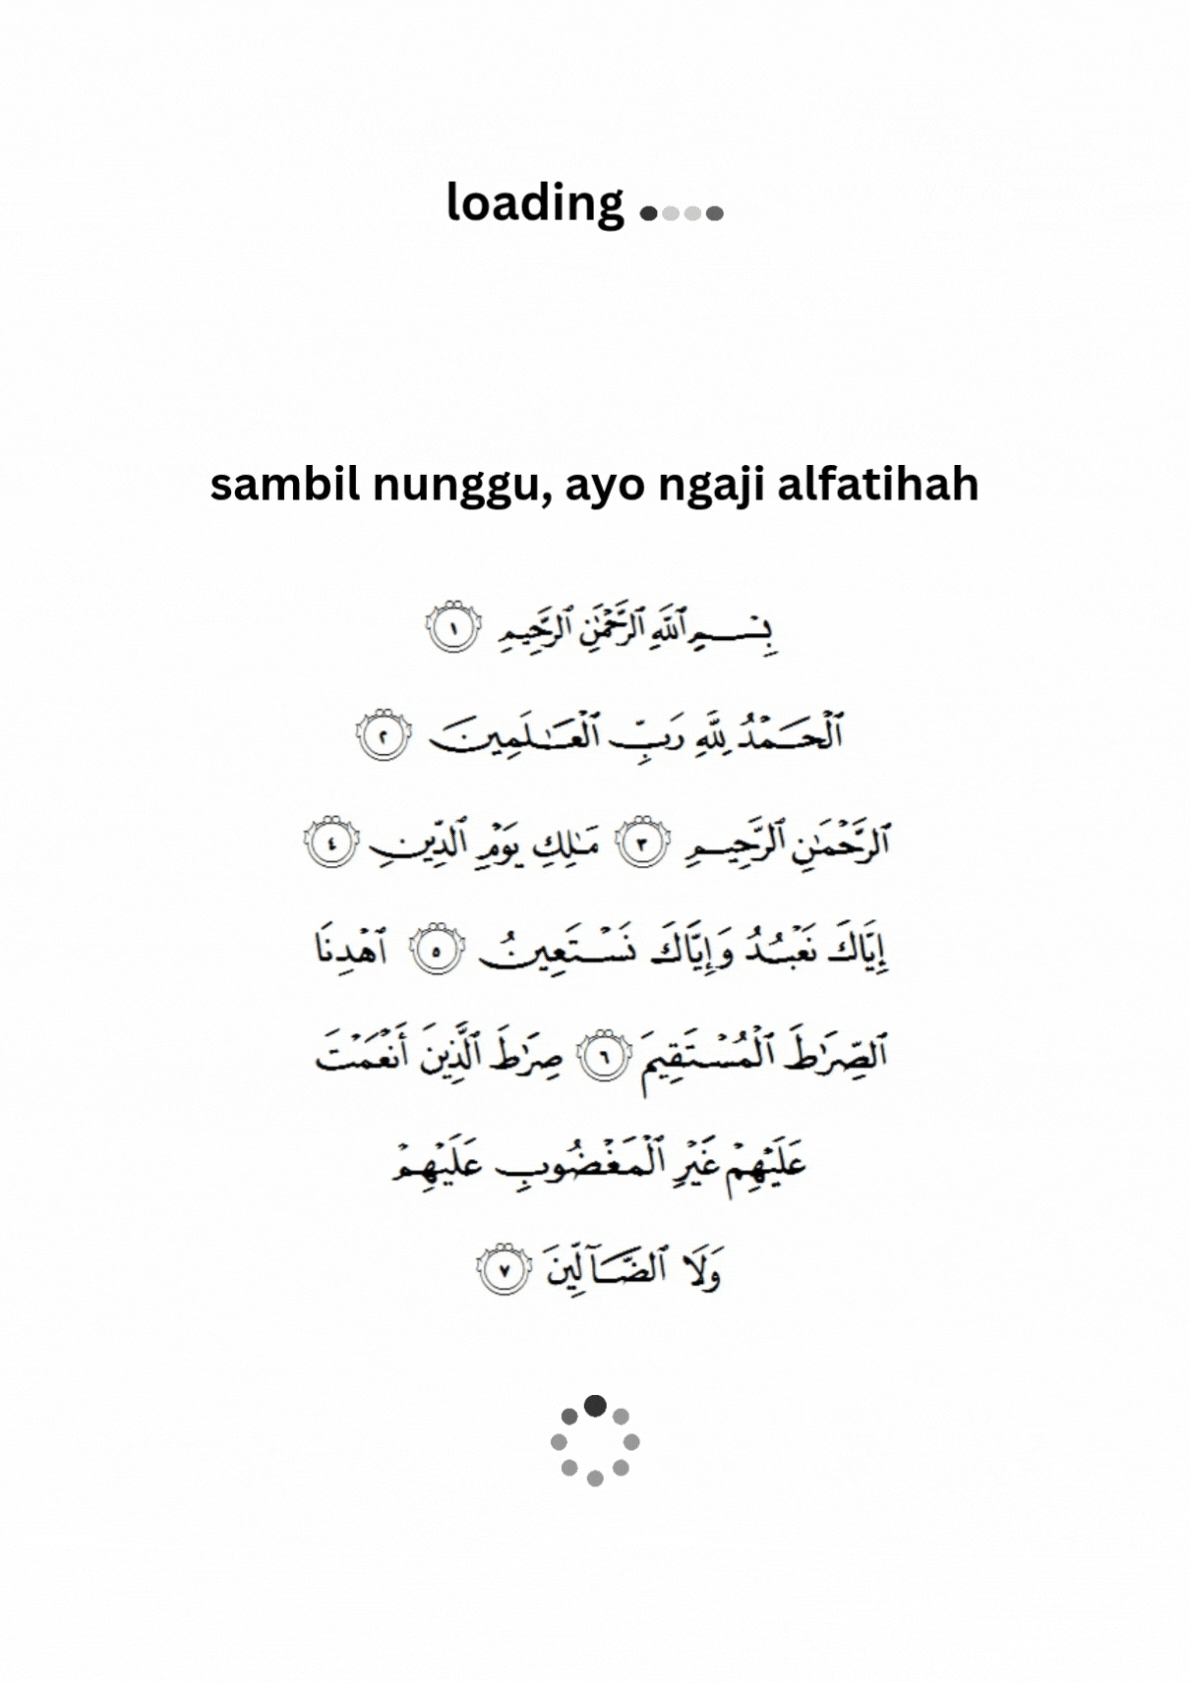 loading
sambil nunggu, ayo ngaji alfatihah
بِسْمِ ٱللَّهِ ٱلرَّحْمَٰنِ ٱلرَّحِيمِ ١
ٱلْحَمْدُ لِلَّهِ رَبِّ ٱلْعَٰلَمِينَ ٢
ٱلرَّحْمَٰنِ ٱلرَّحِيمِ ٣ مَٰلِكِ يَوْمِ ٱلدِّينِ ٤
إِيَّاكَ نَعْبُدُ وَإِيَّاكَ نَسْتَعِينُ ٥ ٱهْدِنَا
ٱلصِّرَٰطَ ٱلْمُسْتَقِيمَ ٦ صِرَٰطَ ٱلَّذِينَ أَنْعَمْتَ
عَلَيْهِمْ غَيْرِ ٱلْمَغْضُوبِ عَلَيْهِمْ
وَلَا ٱلضَّآلِّينَ ٧